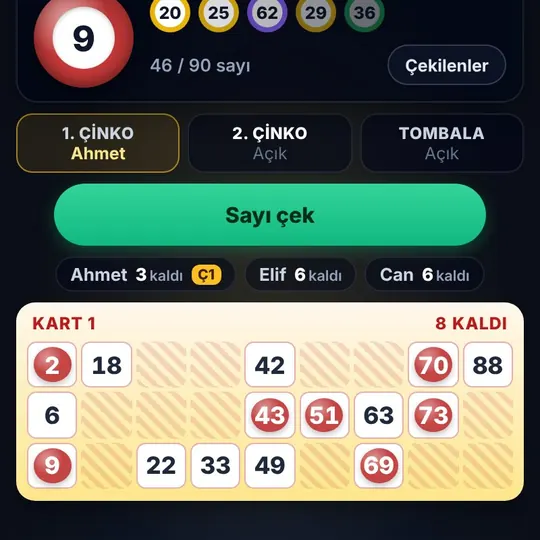 20 25 62 29 36
9
46 / 90 sayı
Çekilenler
1. ÇİNKO 2. ÇİNKO TOMBALA
Ahmet Açık Açık
Sayı çek
Ahmet 3 kaldı Ç1 Elif 6 kaldı Can 6 kaldı
KART 1 8 KALDI
2 18 42 70 88
6 43 51 63 73
9 22 33 49 69